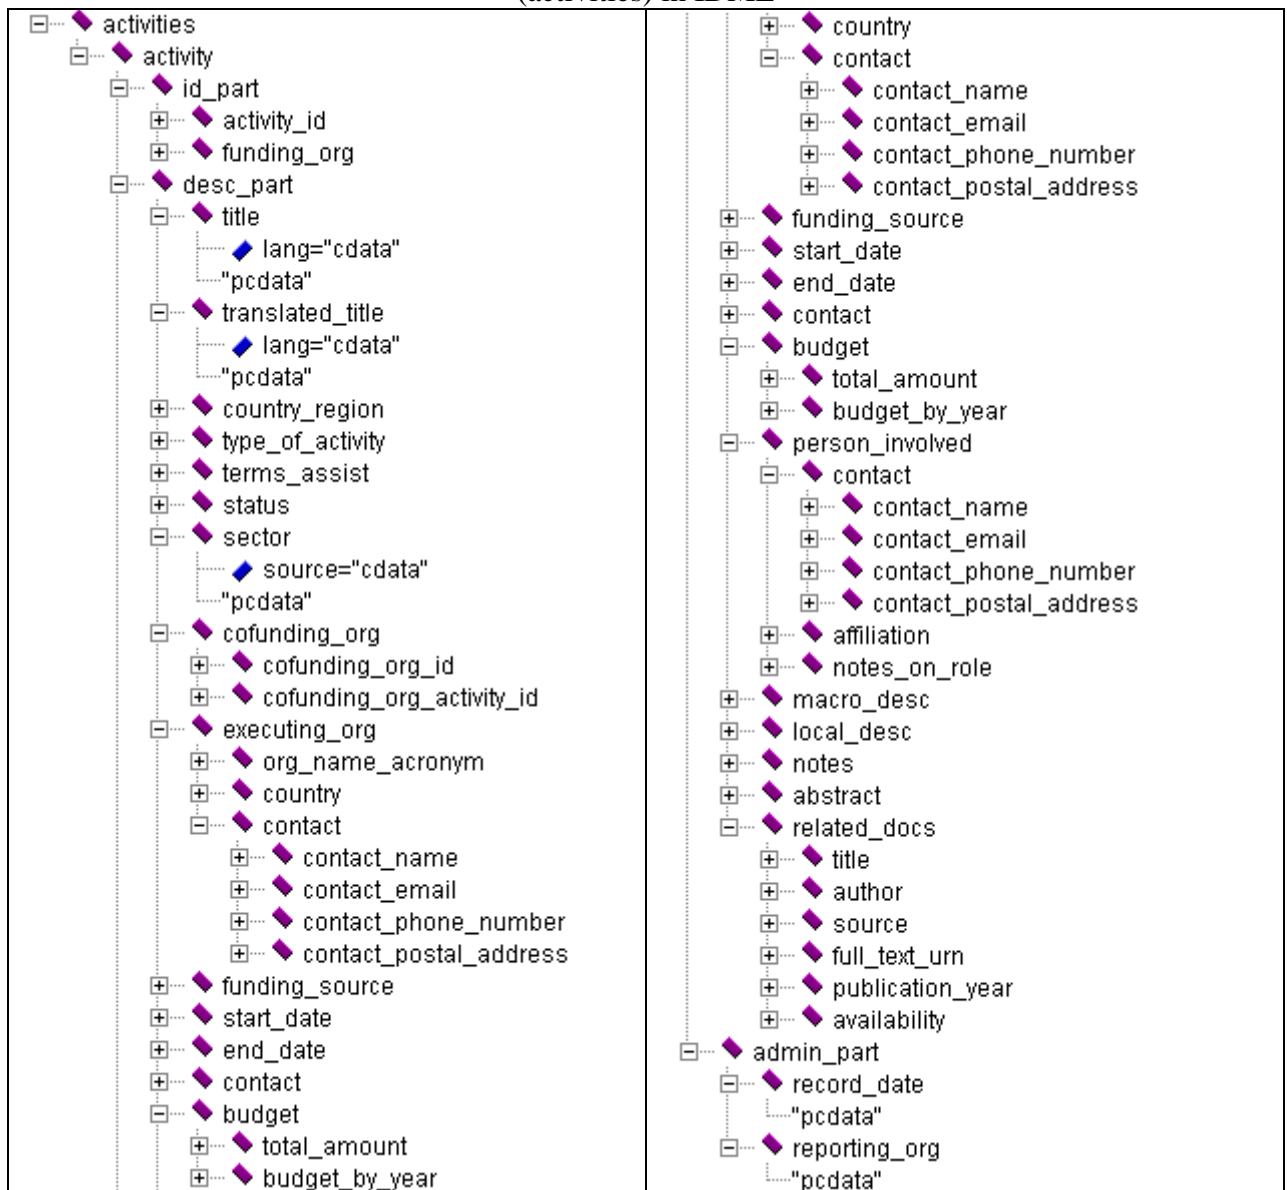 (activities) in IDML
activities
activity
id_part
activity_id
funding_org
desc_part
title
lang="cdata"
"pcdata"
translated_title
lang="cdata"
"pcdata"
country_region
type_of_activity
terms_assist
status
sector
source="cdata"
"pcdata"
cofunding_org
cofunding_org_id
cofunding_org_activity_id
executing_org
org_name_acronym
country
contact
contact_name
contact_email
contact_phone_number
contact_postal_address
funding_source
start_date
end_date
contact
budget
total_amount
budget_by_year
country
contact
contact_name
contact_email
contact_phone_number
contact_postal_address
funding_source
start_date
end_date
contact
budget
total_amount
budget_by_year
person_involved
contact
contact_name
contact_email
contact_phone_number
contact_postal_address
affiliation
notes_on_role
macro_desc
local_desc
notes
abstract
related_docs
title
author
source
full_text_urn
publication_year
availability
admin_part
record_date
"pcdata"
reporting_org
"pcdata"